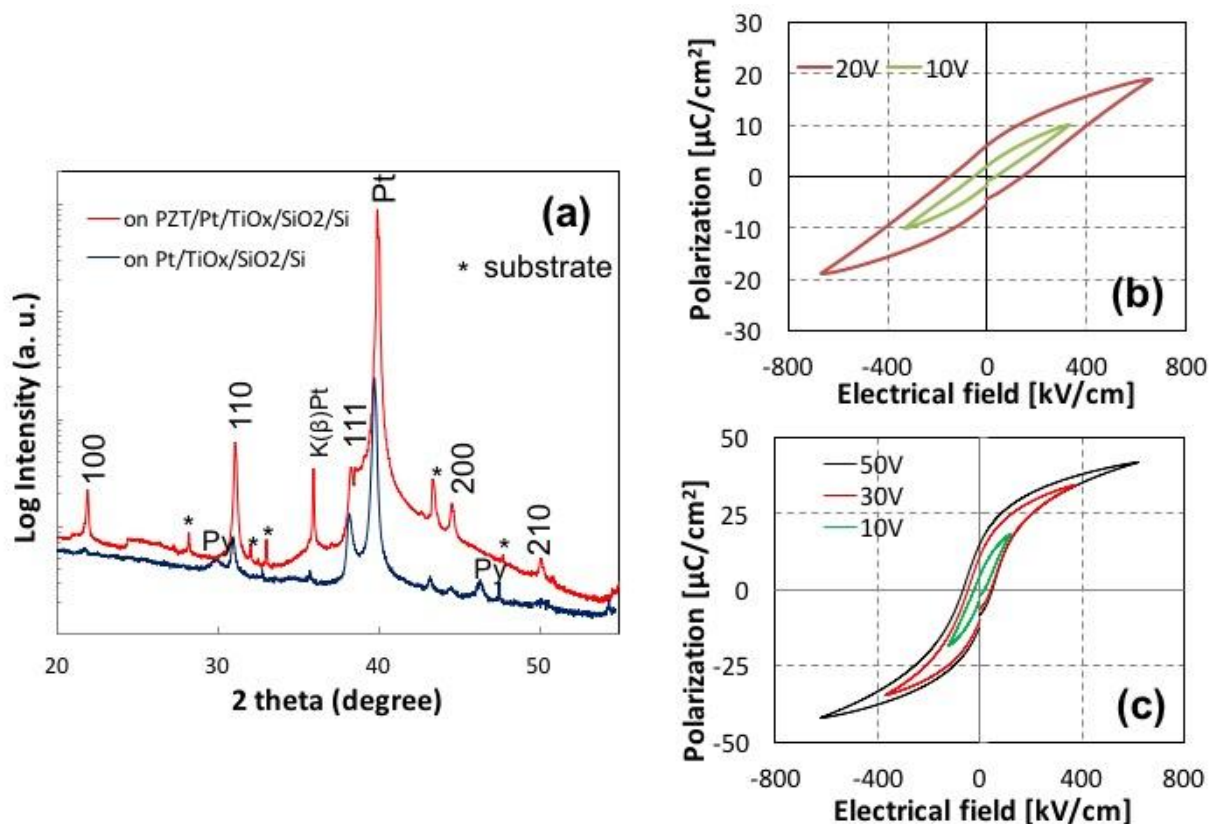 (a)
on PZT/Pt/TiOx/SiO2/Si
on Pt/TiOx/SiO2/Si
* substrate
Pt
100
110
K(β)Pt
111
200
210
*
Py
*
*
*
Py
*
Log Intensity (a. u.)
20 30 40 50
2 theta (degree)
(b)
20V 10V
Polarization [µC/cm²]
30
20
10
0
-10
-20
-30
-800 -400 0 400 800
Electrical field [kV/cm]
(c)
50V
30V
10V
Polarization [µC/cm²]
50
25
0
-25
-50
-800 -400 0 400 800
Electrical field [kV/cm]